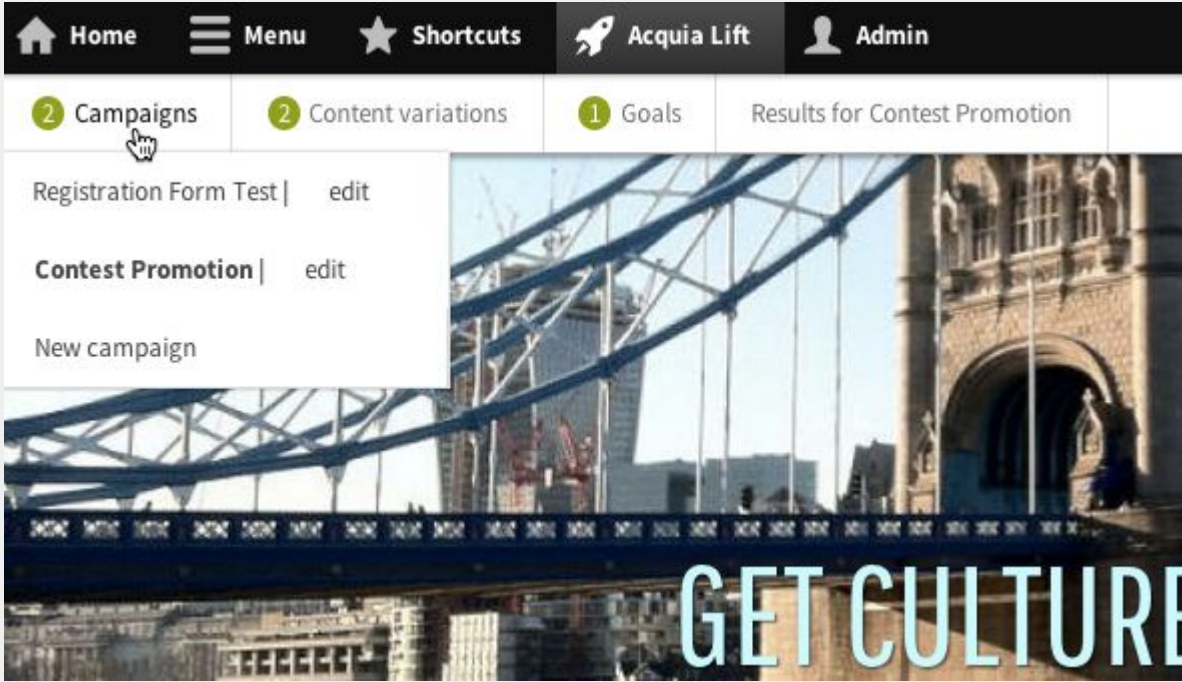 Home Menu Shortcuts Acquia Lift Admin
2 Campaigns 2 Content variations 1 Goals Results for Contest Promotion
Registration Form Test | edit
Contest Promotion | edit
New campaign
GET CULTURE